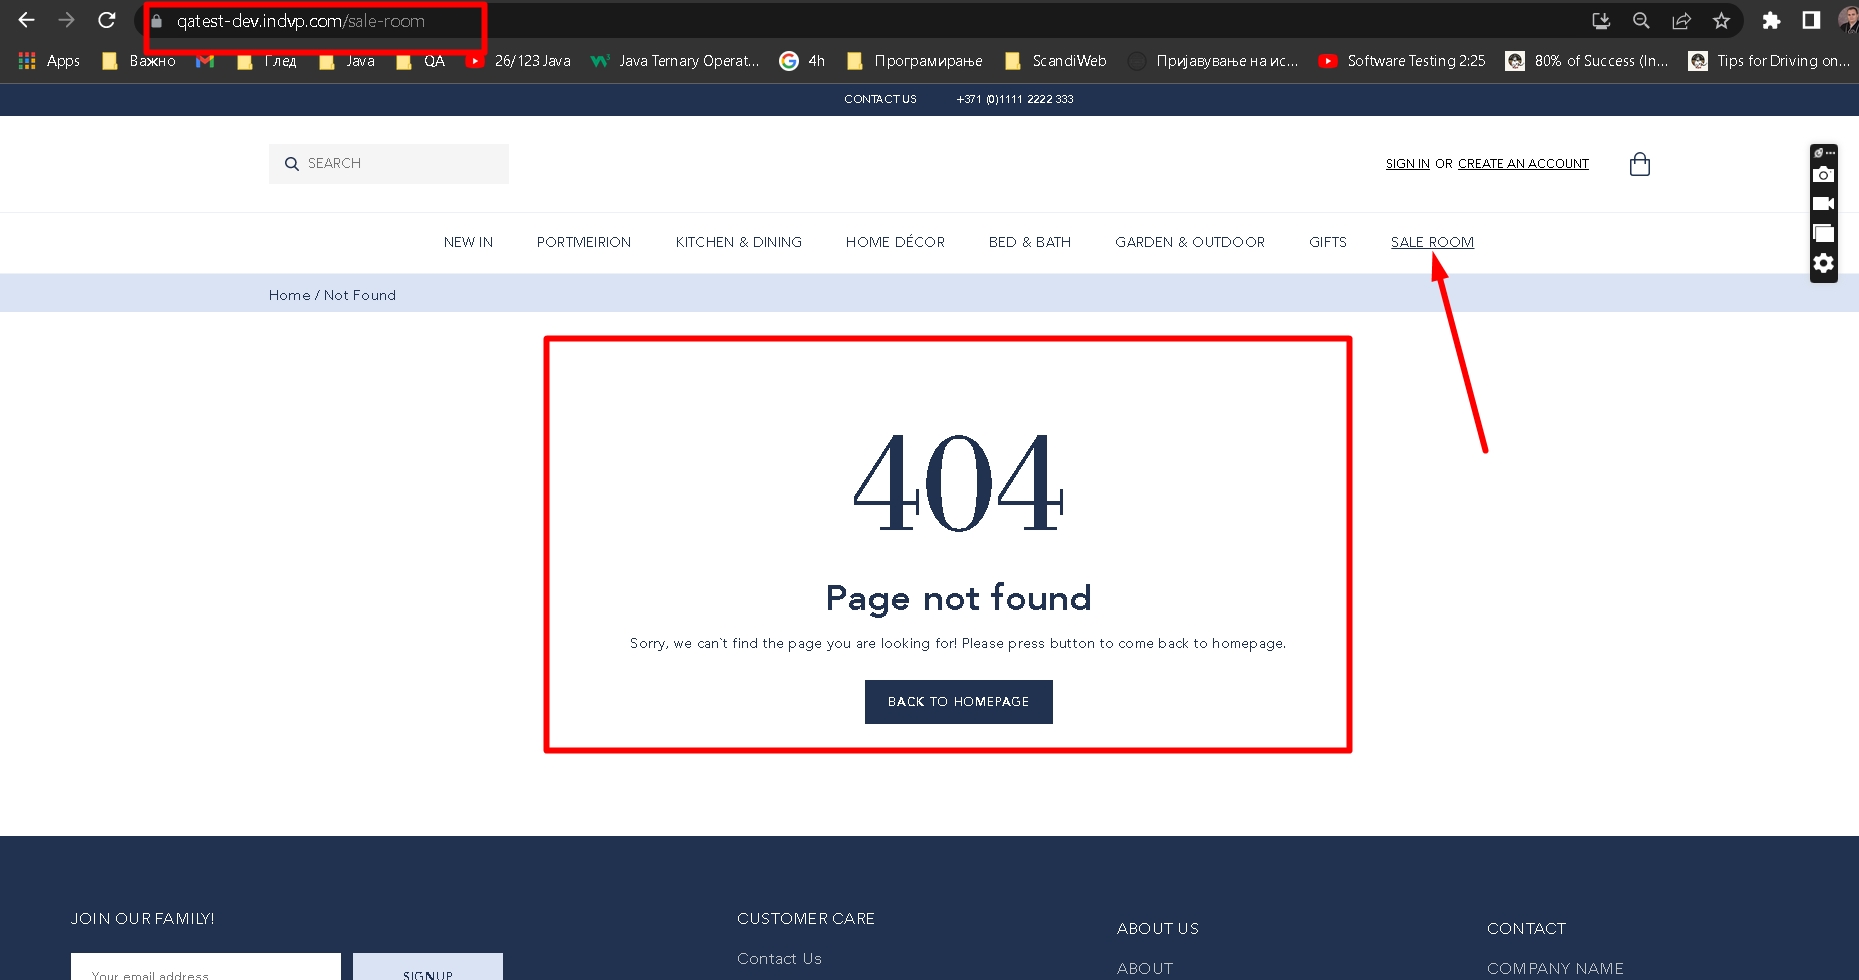 qatest-dev.indvp.com/sale-room
Apps Важно Глед Java QA 26/123 Java Java Ternary Operat... 4h Програмирање ScandiWeb Пријавување на ис... Software Testing 2:25 80% of Success (In... Tips for Driving on...
CONTACT US +371 (0)1111 2222 333
SEARCH
SIGN IN OR CREATE AN ACCOUNT
NEW IN PORTMEIRION KITCHEN & DINING HOME DÉCOR BED & BATH GARDEN & OUTDOOR GIFTS SALE ROOM
Home / Not Found
404
Page not found
Sorry, we can`t find the page you are looking for! Please press button to come back to homepage.
BACK TO HOMEPAGE
JOIN OUR FAMILY!
Your email address
SIGNUP
CUSTOMER CARE
Contact Us
ABOUT US
ABOUT
CONTACT
COMPANY NAME